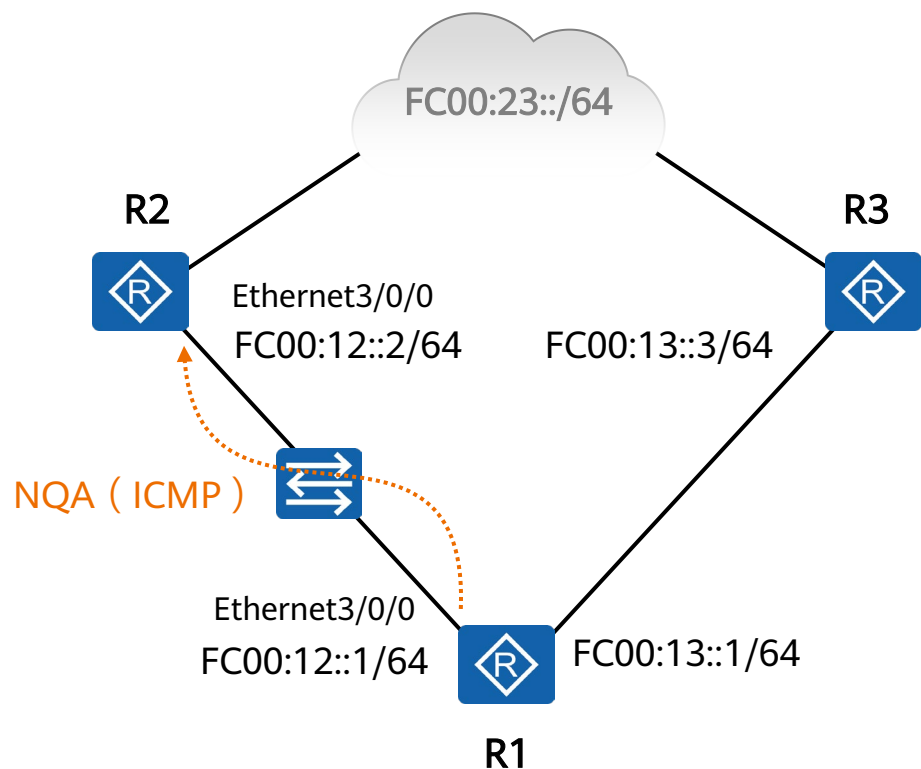 FC00:23::/64
R2
R3
R
R
Ethernet3/0/0
FC00:12::2/64
FC00:13::3/64
NQA（ICMP）
Ethernet3/0/0
FC00:12::1/64
R
FC00:13::1/64
R1